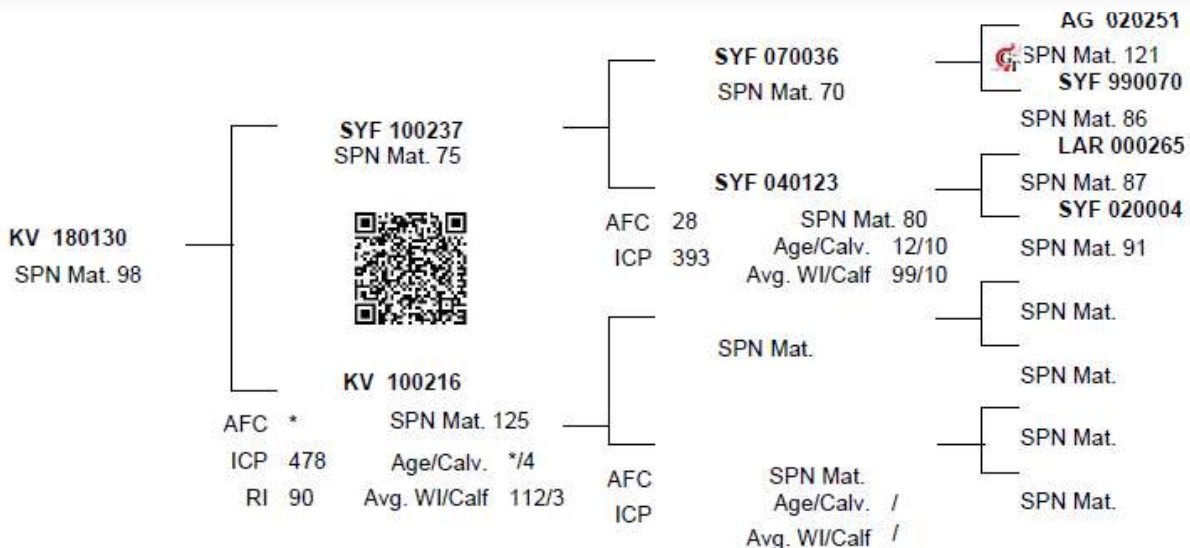 AG 020251
SYF 070036
SPN Mat. 121
SPN Mat. 70
SYF 990070
SPN Mat. 86
SYF 100237
LAR 000265
SPN Mat. 75
SYF 040123
SPN Mat. 87
AFC 28
SPN Mat. 80
SYF 020004
KV 180130
ICP 393
Age/Calv. 12/10
SPN Mat. 91
SPN Mat. 98
Avg. WI/Calf 99/10
SPN Mat.
SPN Mat.
KV 100216
SPN Mat.
AFC *
SPN Mat. 125
SPN Mat.
ICP 478
Age/Calv. */4
AFC
SPN Mat.
RI 90
Avg. WI/Calf 112/3
ICP
Age/Calv. /
SPN Mat.
Avg. WI/Calf /